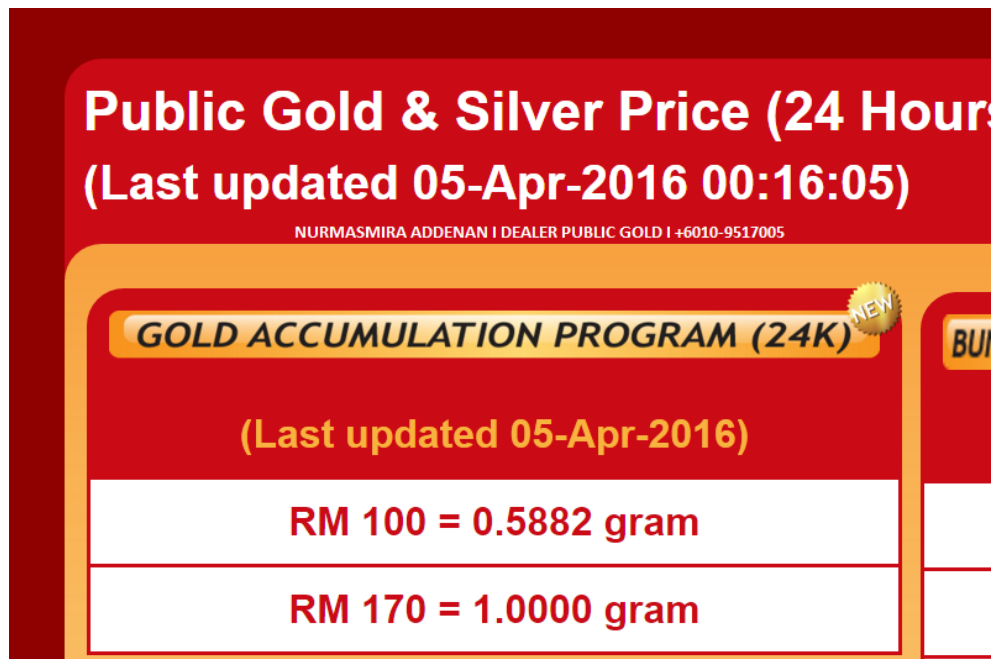 Public Gold & Silver Price (24 Hours
(Last updated 05-Apr-2016 00:16:05)
NURMASMIRA ADDENAN I DEALER PUBLIC GOLD I +6010-9517005
NEW
GOLD ACCUMULATION PROGRAM (24K)
(Last updated 05-Apr-2016)
RM 100 = 0.5882 gram
RM 170 = 1.0000 gram